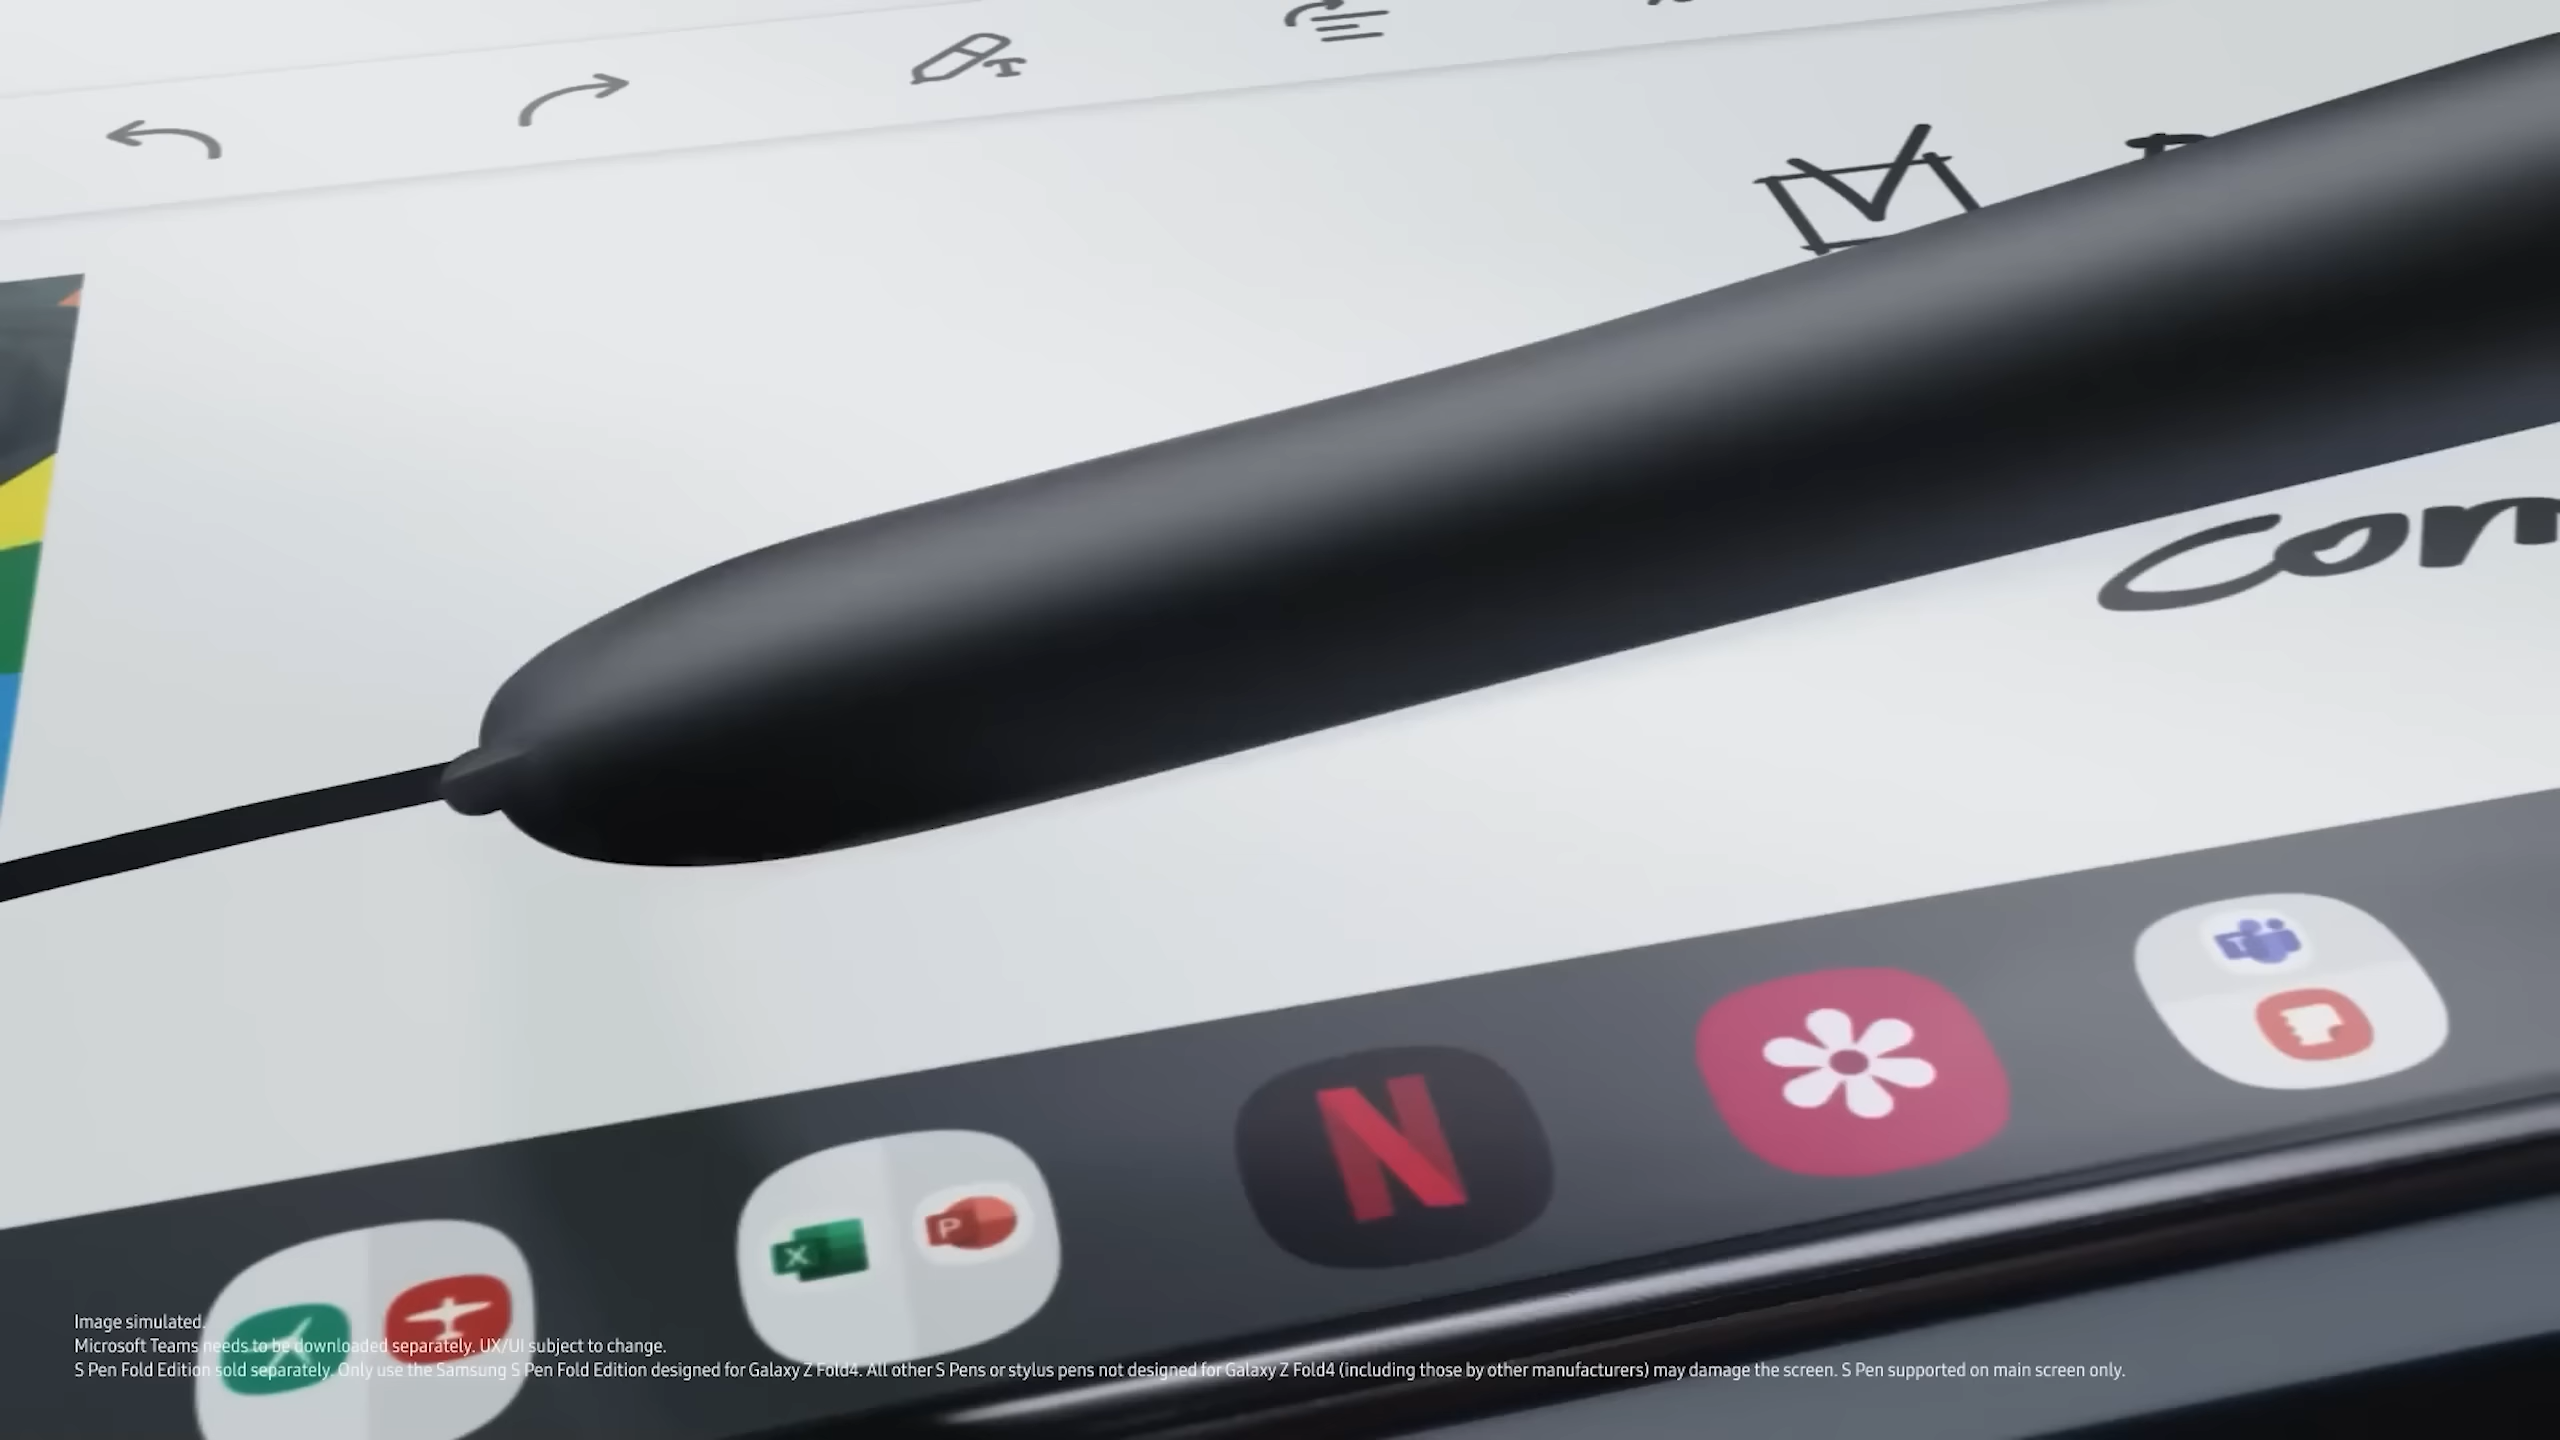 Com
T
X
P
N
Image simulated.
Microsoft Teams needs to be downloaded separately. UX/UI subject to change.
S Pen Fold Edition sold separately. Only use the Samsung S Pen Fold Edition designed for Galaxy Z Fold4. All other S Pens or stylus pens not designed for Galaxy Z Fold4 (including those by other manufacturers) may damage the screen. S Pen supported on main screen only.